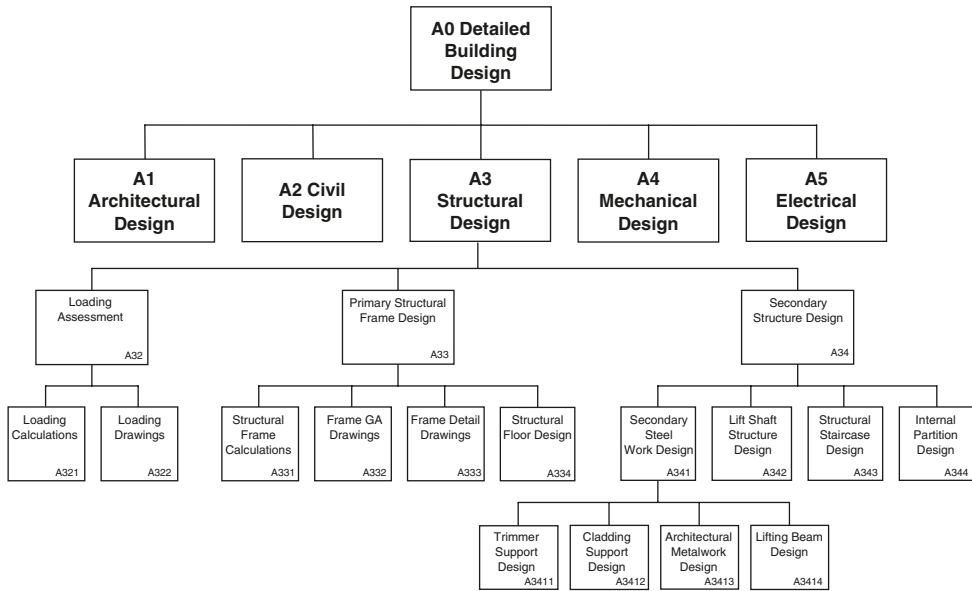 A0 Detailed
Building
Design
A1
Architectural
Design
A2 Civil
Design
A3
Structural
Design
A4
Mechanical
Design
A5
Electrical
Design
Loading
Assessment
A32
Primary Structural
Frame Design
A33
Secondary
Structure Design
A34
Loading
Calculations
A321
Loading
Drawings
A322
Structural
Frame
Calculations
A331
Frame GA
Drawings
A332
Frame Detail
Drawings
A333
Structural
Floor Design
A334
Secondary
Steel
Work Design
A341
Lift Shaft
Structure
Design
A342
Structural
Staircase
Design
A343
Internal
Partition
Design
A344
Trimmer
Support
Design
A3411
Cladding
Support
Design
A3412
Architectural
Metalwork
Design
A3413
Lifting Beam
Design
A3414